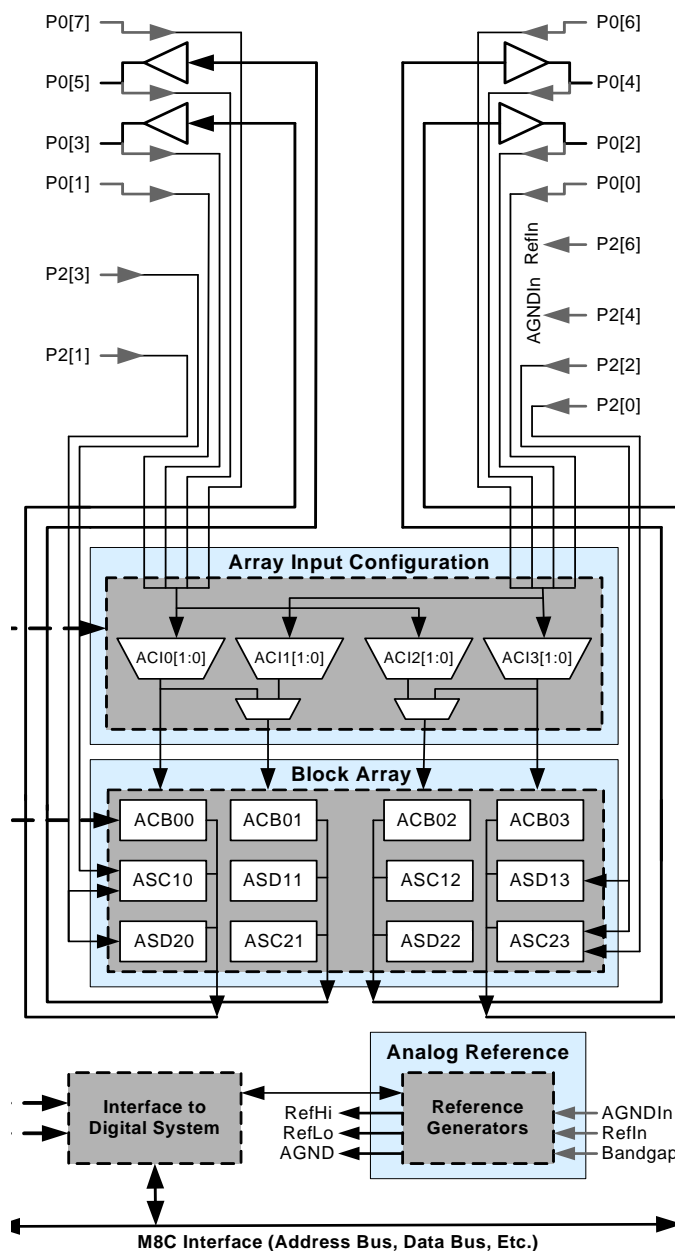 P0[7]
P0[6]
P0[5]
P0[4]
P0[3]
P0[2]
P0[1]
P0[0]
P2[6]
RefIn
AGNDIn
P2[3]
P2[4]
P2[1]
P2[2]
P2[0]
Array Input Configuration
ACI0[1:0]
ACI1[1:0]
ACI2[1:0]
ACI3[1:0]
Block Array
ACB00
ACB01
ACB02
ACB03
ASC10
ASD11
ASC12
ASD13
ASD20
ASC21
ASD22
ASC23
Analog Reference
Interface to
Digital System
RefHi
RefLo
AGND
Reference
Generators
AGNDIn
RefIn
Bandgap
M8C Interface (Address Bus, Data Bus, Etc.)